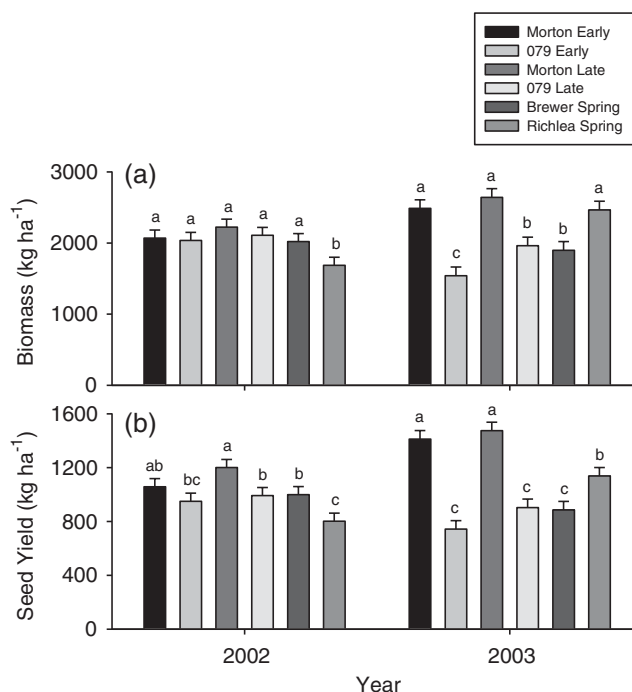 Morton Early
079 Early
Morton Late
079 Late
Brewer Spring
Richlea Spring
(a)
Biomass (kg ha⁻¹)
3000
2000
1000
0
a a a a a b
a c a b b a
(b)
Seed Yield (kg ha⁻¹)
1600
1200
800
400
0
ab bc a b b c
a c a c c b
2002 2003
Year